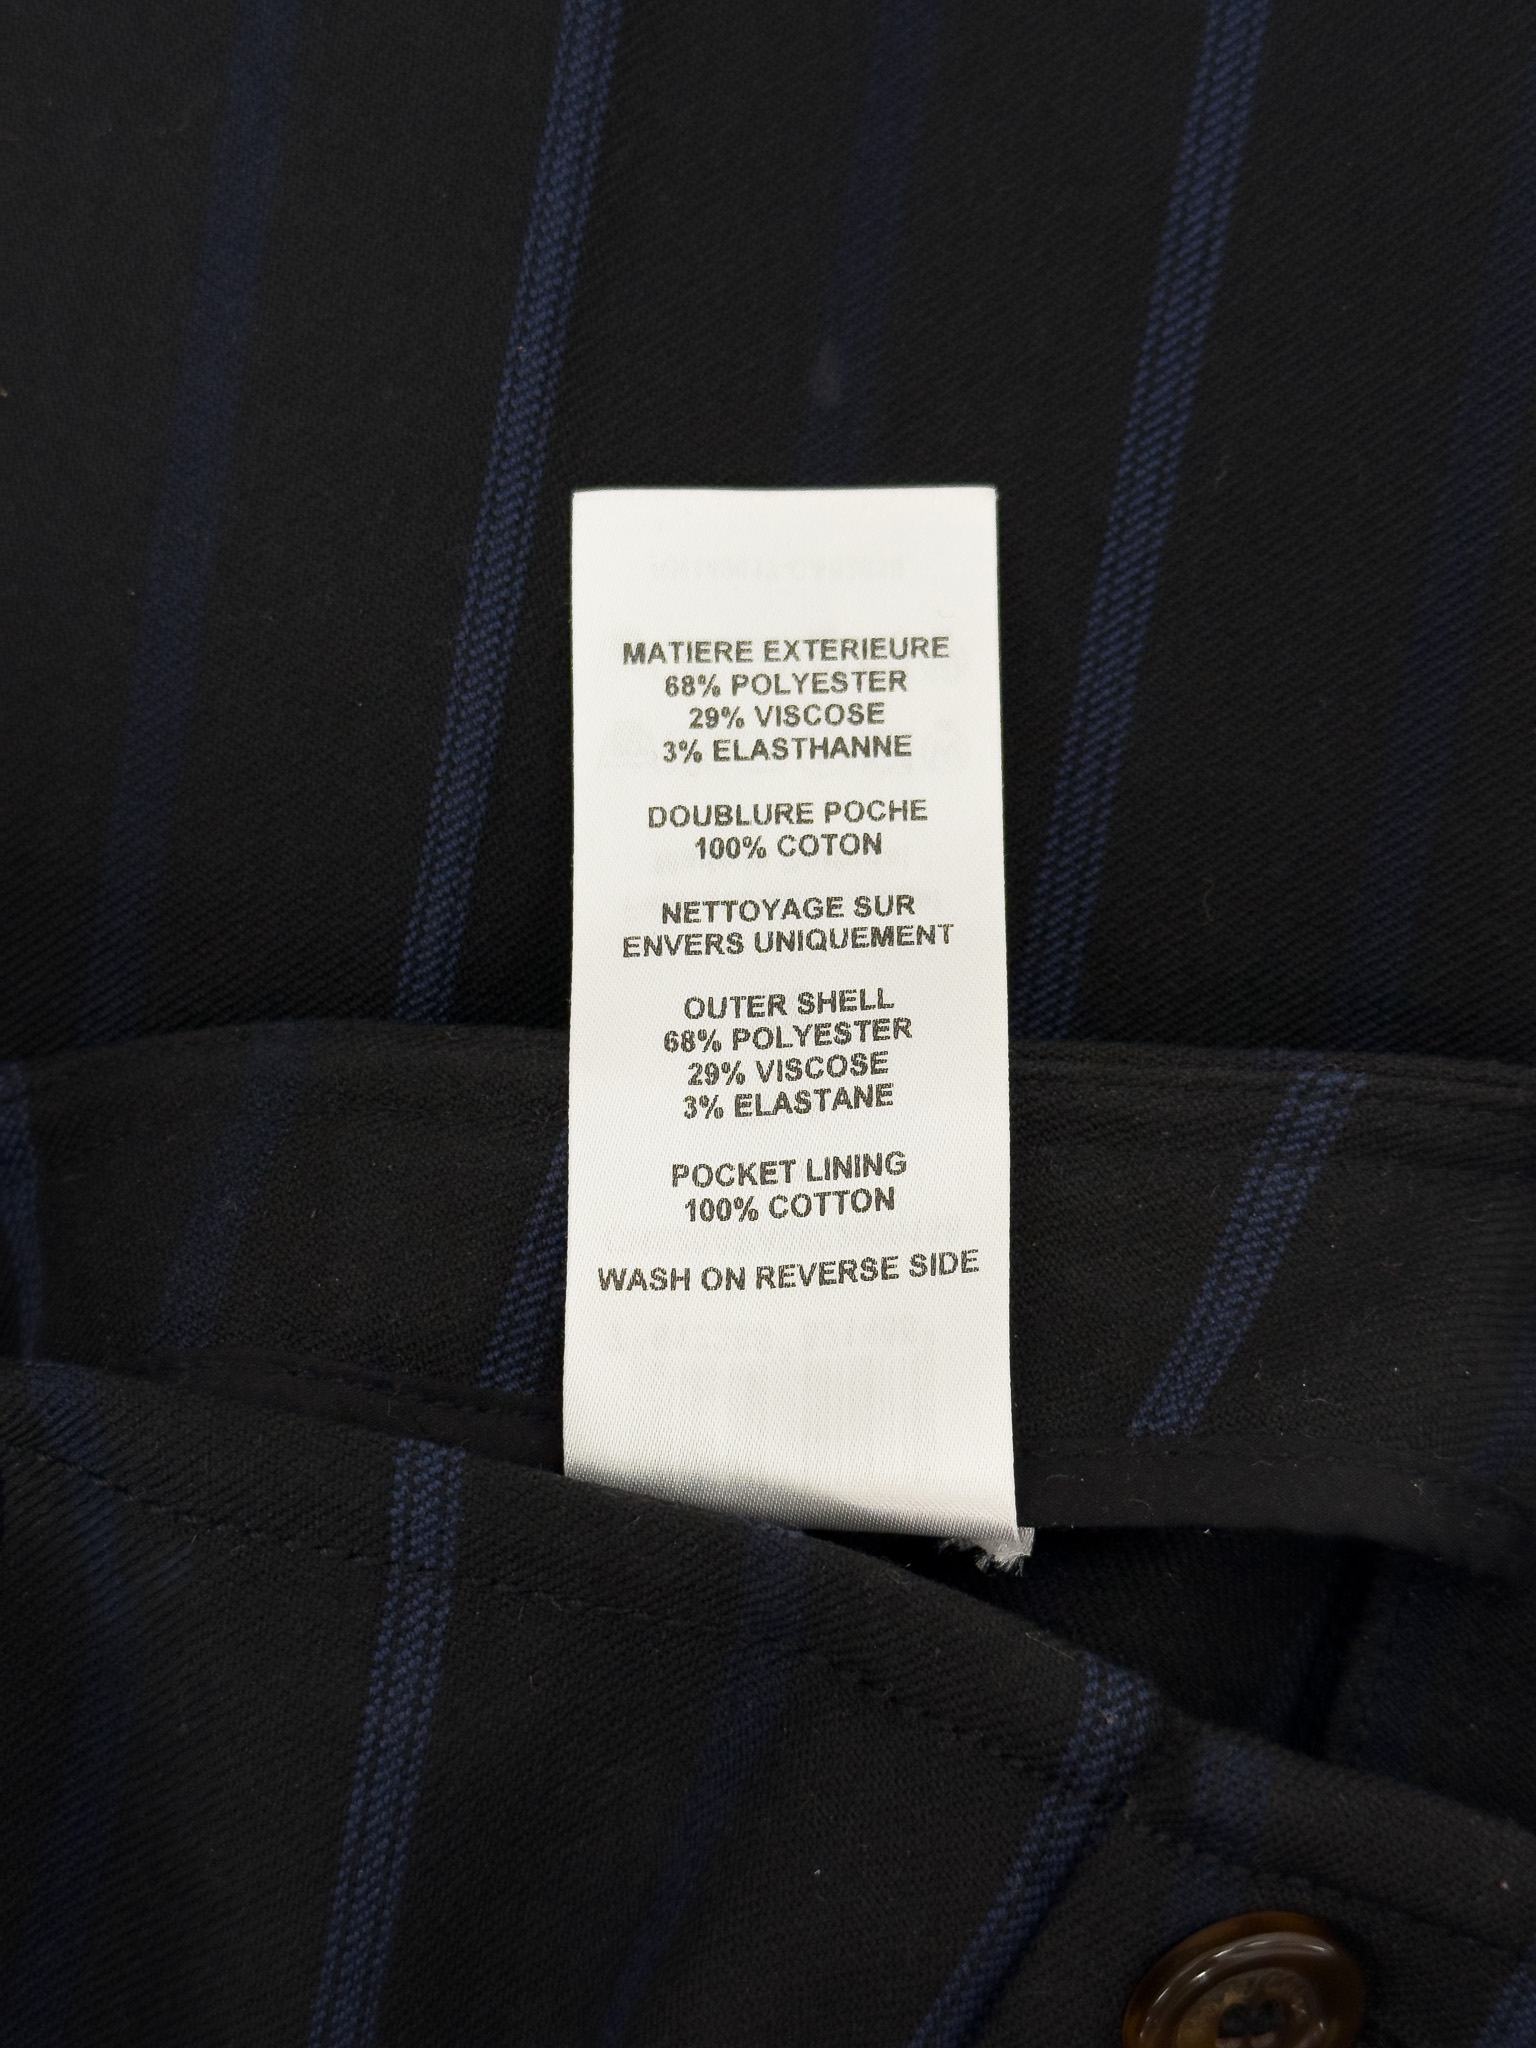 MATIERE EXTERIEURE
68% POLYESTER
29% VISCOSE
3% ELASTHANNE
DOUBLURE POCHE
100% COTON
NETTOYAGE SUR
ENVERS UNIQUEMENT
OUTER SHELL
68% POLYESTER
29% VISCOSE
3% ELASTANE
POCKET LINING
100% COTTON
WASH ON REVERSE SIDE